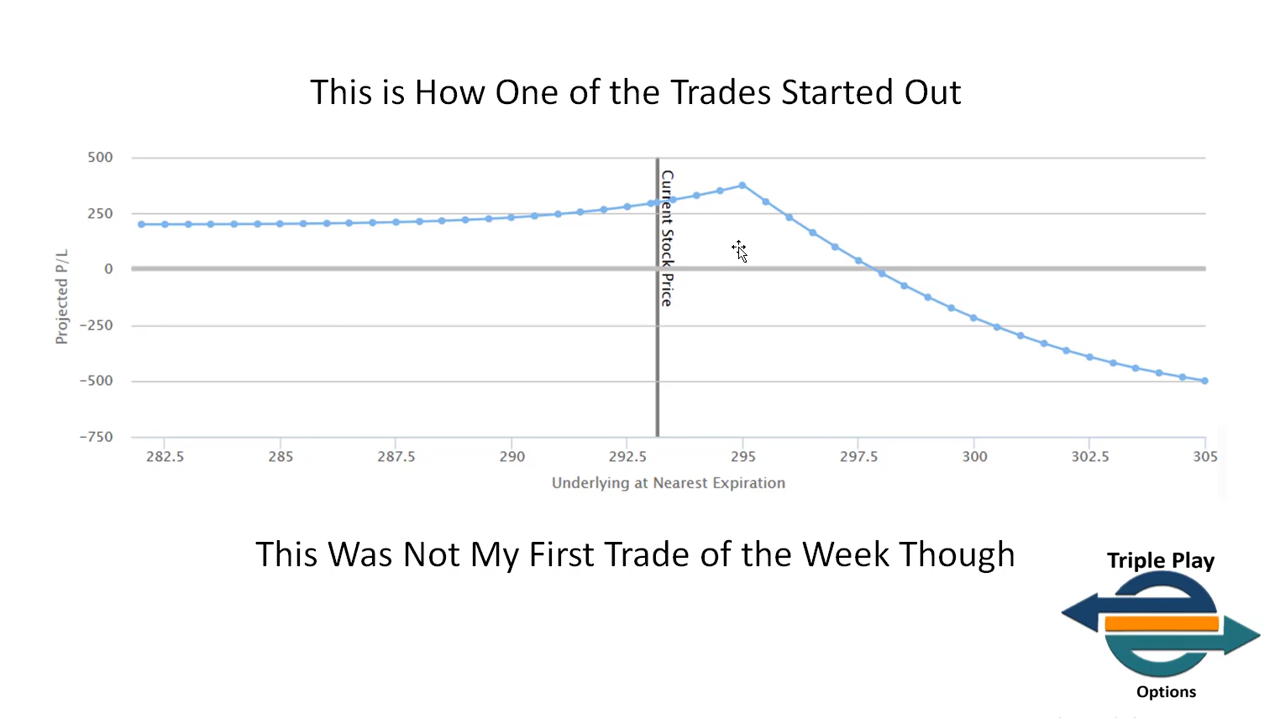 This is How One of the Trades Started Out
500
250
0
−250
−500
−750
Projected P/L
Current Stock Price
282.5 285 287.5 290 292.5 295 297.5 300 302.5 305
Underlying at Nearest Expiration
This Was Not My First Trade of the Week Though
Triple Play
Options